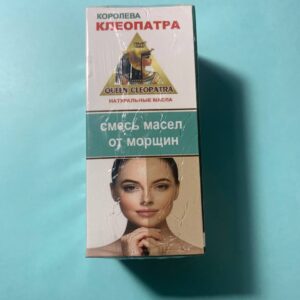 КОРОЛЕВА
КЛЕОПАТРА
QUEEN CLEOPATRA
НАТУРАЛЬНЫЕ МАСЛА
смесь масел
от морщин